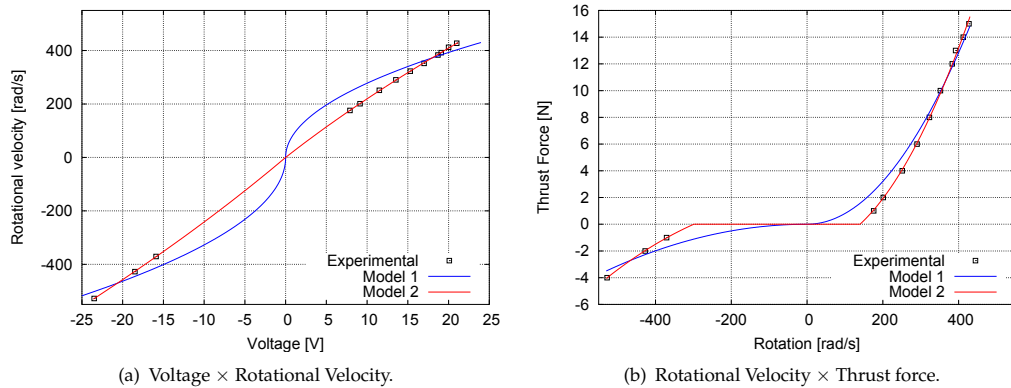 400
200
0
-200
-400
Rotational velocity [rad/s]
Experimental
Model 1
Model 2
-25 -20 -15 -10 -5 0 5 10 15 20 25
Voltage [V]
(a) Voltage × Rotational Velocity.
16
14
12
10
8
6
4
2
0
-2
-4
-6
Thrust Force [N]
Experimental
Model 1
Model 2
-400 -200 0 200 400
Rotation [rad/s]
(b) Rotational Velocity × Thrust force.